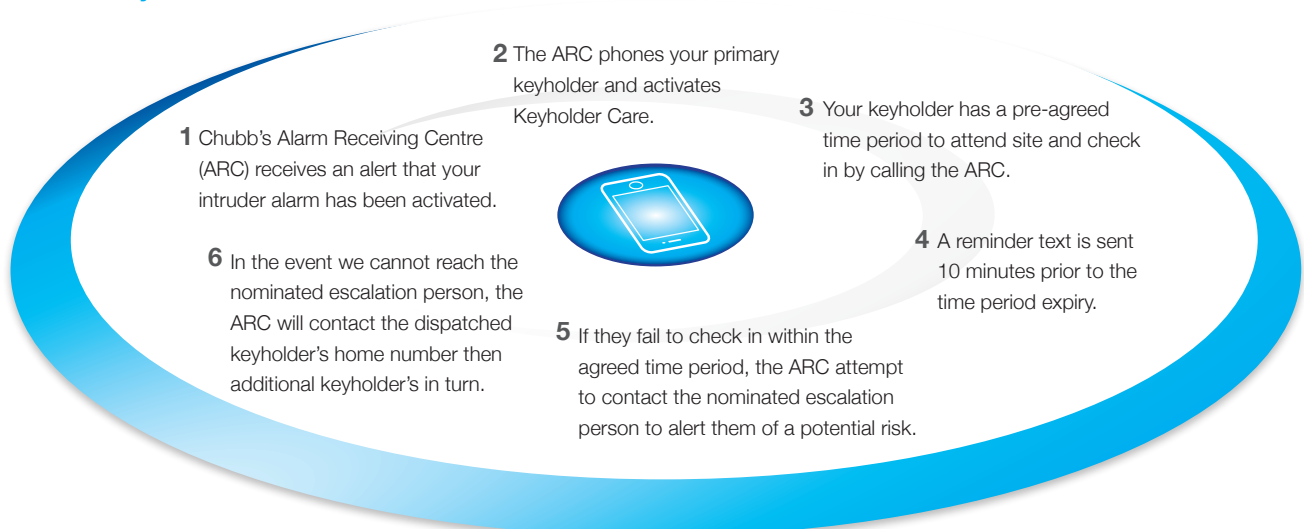 1 Chubb's Alarm Receiving Centre
(ARC) receives an alert that your
intruder alarm has been activated.
2 The ARC phones your primary
keyholder and activates
Keyholder Care.
3 Your keyholder has a pre-agreed
time period to attend site and check
in by calling the ARC.
4 A reminder text is sent
10 minutes prior to the
time period expiry.
5 If they fail to check in within the
agreed time period, the ARC attempt
to contact the nominated escalation
person to alert them of a potential risk.
6 In the event we cannot reach the
nominated escalation person, the
ARC will contact the dispatched
keyholder's home number then
additional keyholder's in turn.